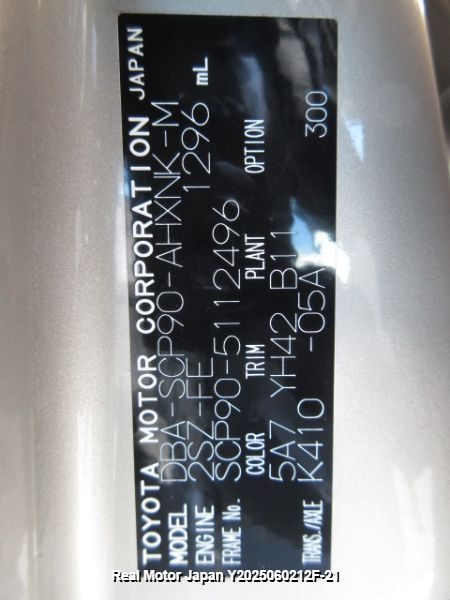 TOYOTA MOTOR CORPORATION JAPAN
MODEL DBA-SCP90-AHXNK-M
ENGINE 2SZ-FE 1296 mL
FRAME No. SCP90-5112496
COLOR TRIM PLANT OPTION
5A7 YH42 B11
TRANS./AXLE K410 -05A 300
Real Motor Japan Y2025060212F-21